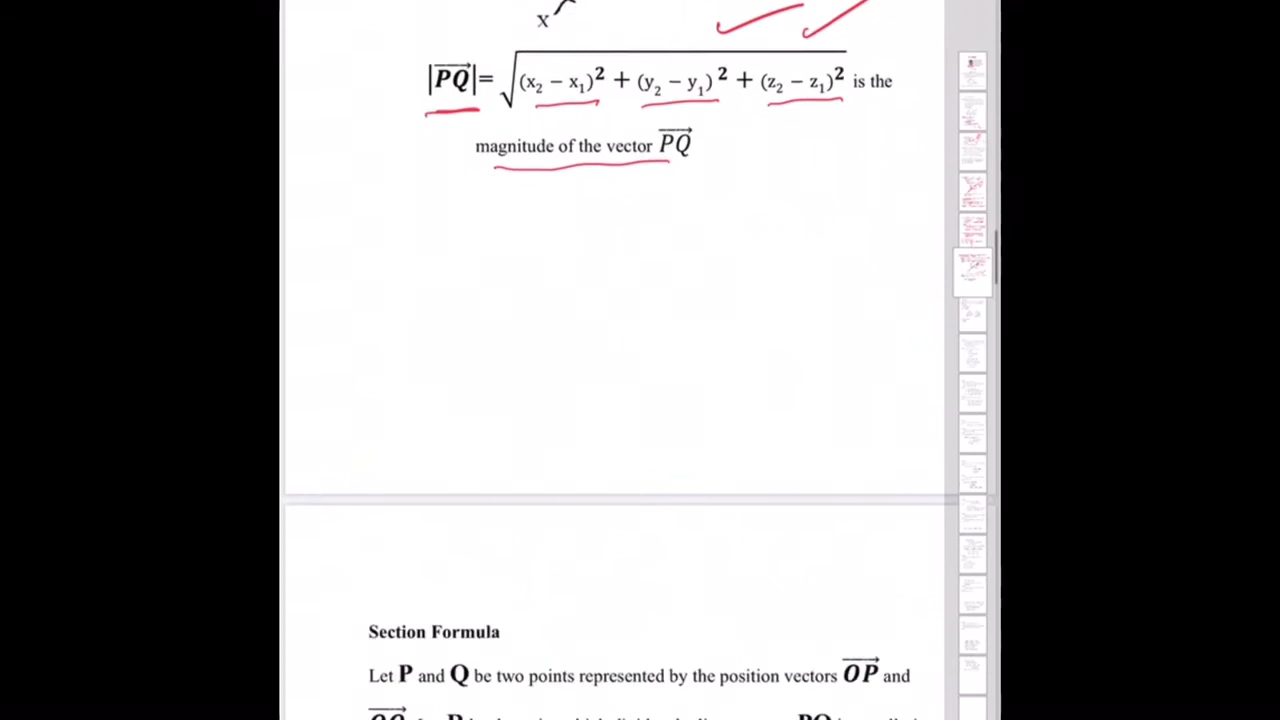 x
|PQ⃗|= √(x₂ − x₁)² + (y₂ − y₁)² + (z₂ − z₁)² is the
magnitude of the vector PQ⃗
Section Formula
Let P and Q be two points represented by the position vectors OP⃗ and